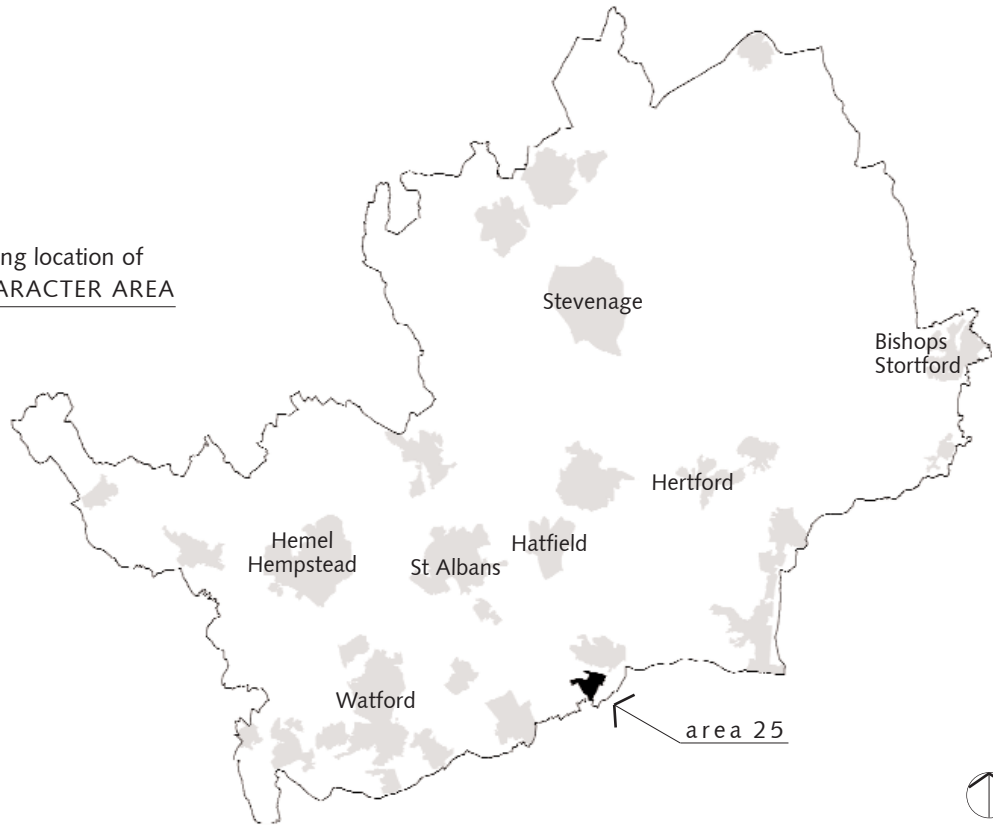 ng location of
ARACTER AREA
Stevenage
Bishops
Stortford
Hertford
Hemel
Hempstead
St Albans
Hatfield
Watford
area 25